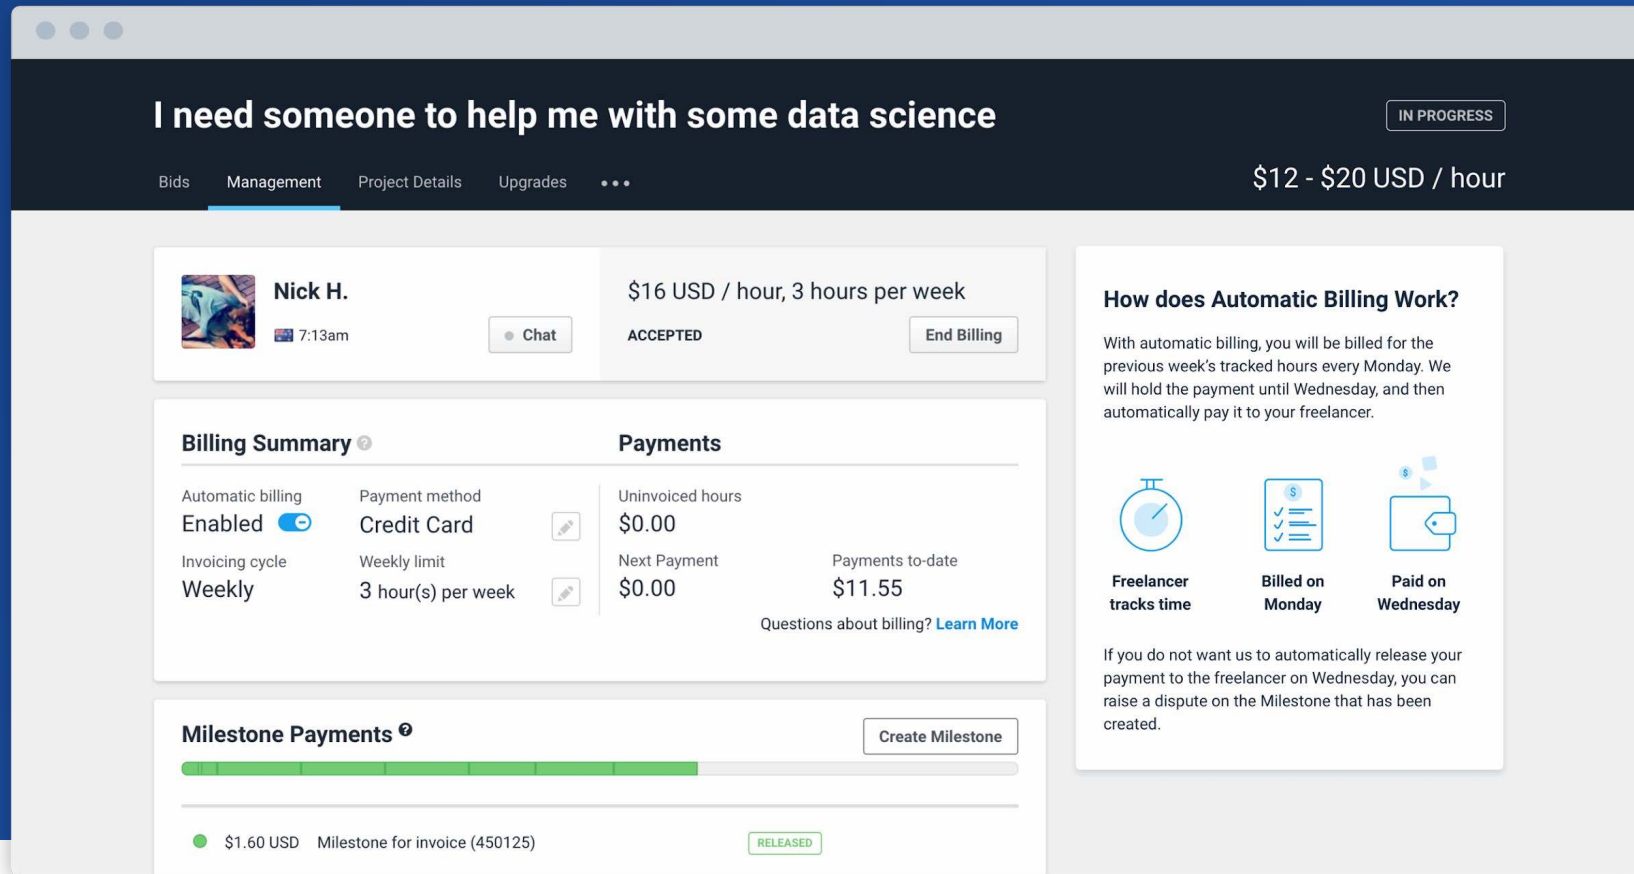 I need someone to help me with some data science
IN PROGRESS
Bids Management Project Details Upgrades
$12 - $20 USD / hour
Nick H.
7:13am
Chat
$16 USD / hour, 3 hours per week
ACCEPTED
End Billing
Billing Summary
Automatic billing
Enabled
Payment method
Credit Card
Invoicing cycle
Weekly
Weekly limit
3 hour(s) per week
Payments
Uninvoiced hours
$0.00
Next Payment
$0.00
Payments to-date
$11.55
Questions about billing? Learn More
Milestone Payments
Create Milestone
$1.60 USD Milestone for invoice (450125)
RELEASED
How does Automatic Billing Work?
With automatic billing, you will be billed for the
previous week's tracked hours every Monday. We
will hold the payment until Wednesday, and then
automatically pay it to your freelancer.
Freelancer
tracks time
Billed on
Monday
Paid on
Wednesday
If you do not want us to automatically release your
payment to the freelancer on Wednesday, you can
raise a dispute on the Milestone that has been
created.